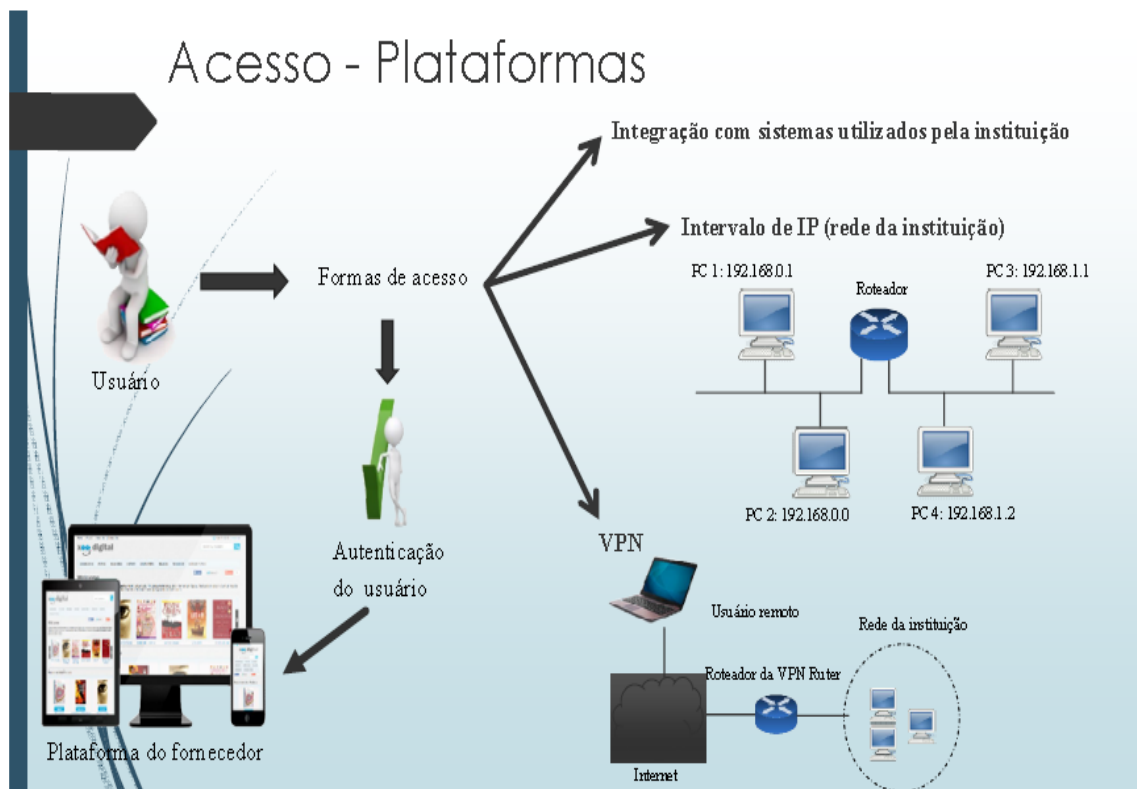 Acesso - Plataformas
Integração com sistemas utilizados pela instituição
Intervalo de IP (rede da instituição)
PC 1: 192.168.0.1
PC 3: 192.168.1.1
Roteador
Formas de acesso
Usuário
PC 2: 192.168.0.0
PC 4: 192.168.1.2
VPN
Autenticação
do usuário
Usuário remoto
Rede da instituição
Roteador da VPN Ruter
digital
Plataforma do fornecedor
Internet